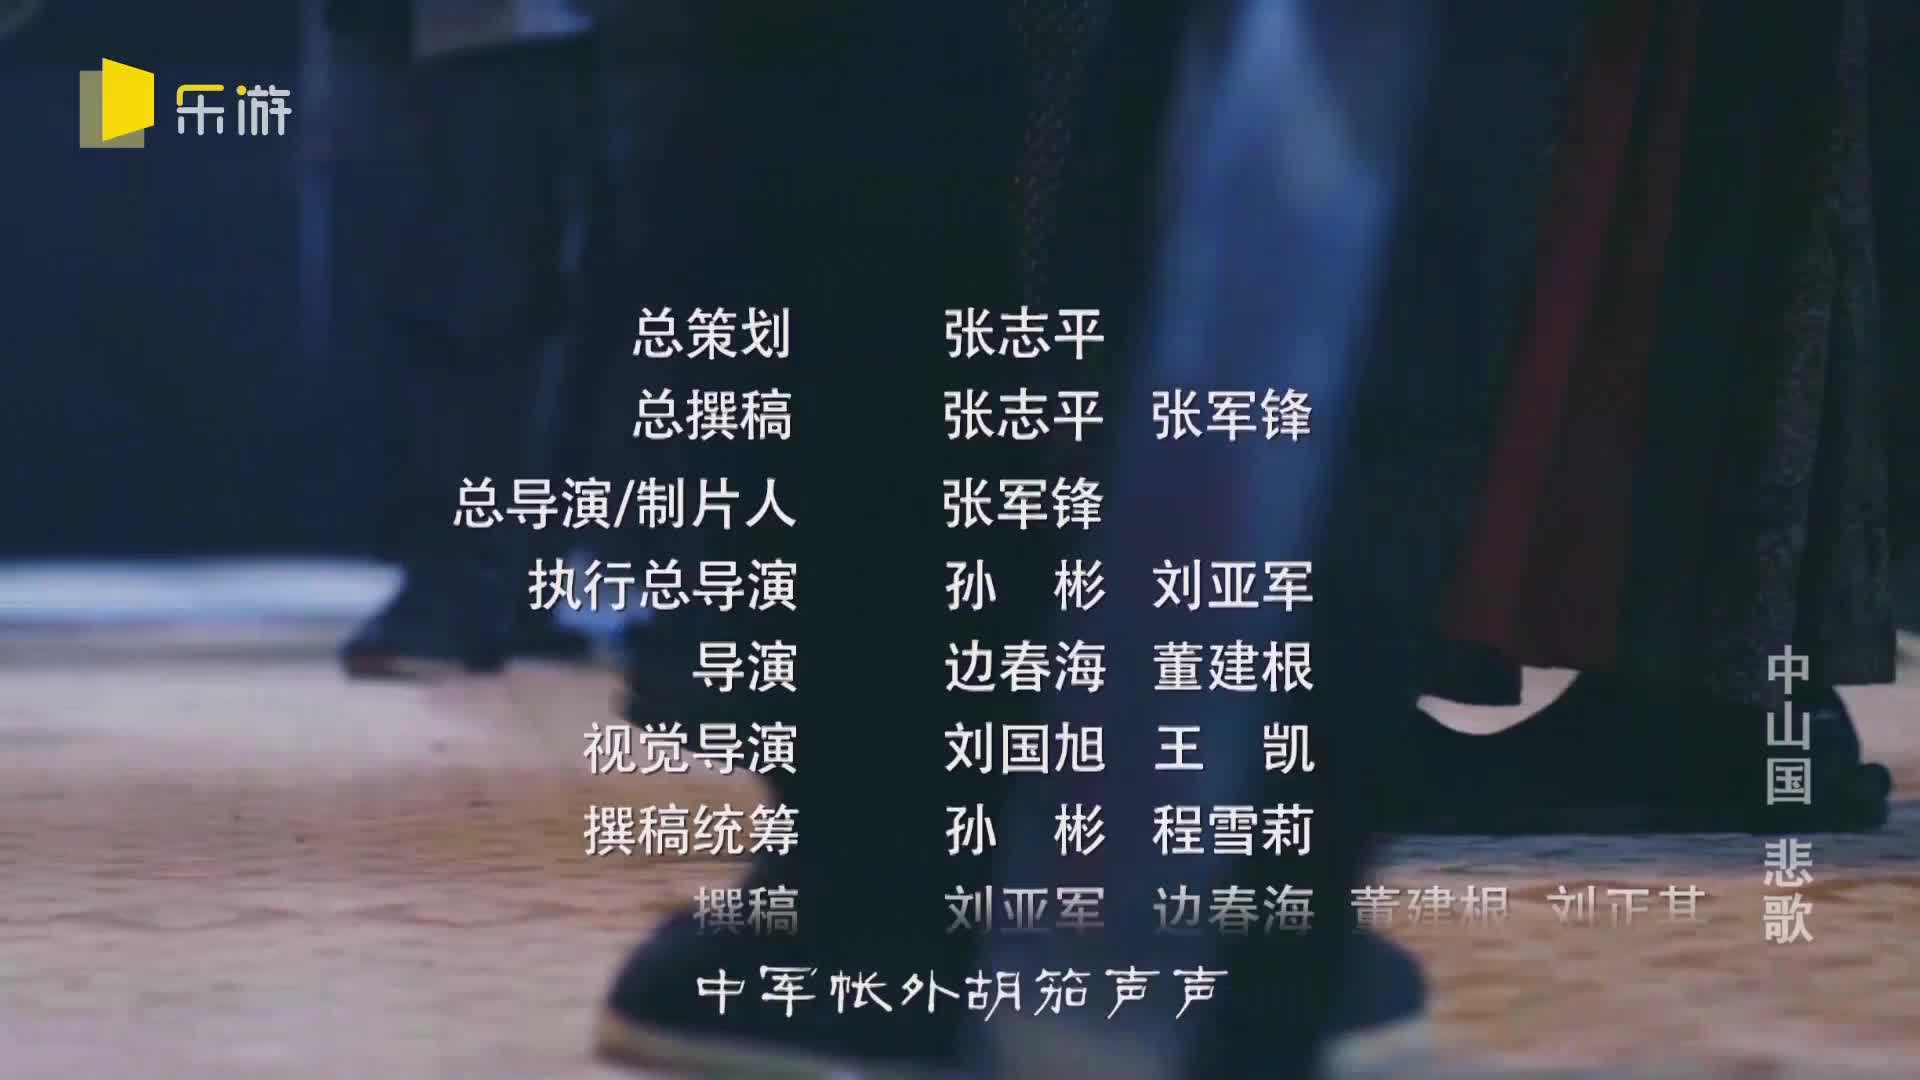 乐游
总策划 张志平
总撰稿 张志平 张军锋
总导演/制片人 张军锋
执行总导演 孙 彬 刘亚军
导演 边春海 董建根
视觉导演 刘国旭 王 凯
撰稿统筹 孙 彬 程雪莉
撰稿 刘亚军 边春海 董建根 刘正其
中山国 悲歌
中军帐外胡笳声声